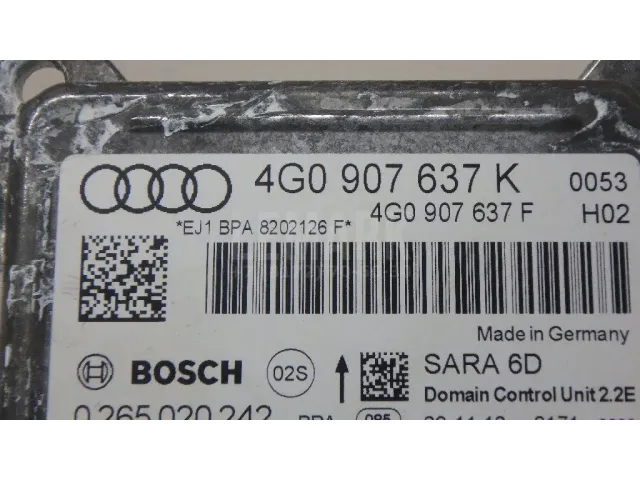 4G0 907 637 K 0053
4G0 907 637 F H02
*EJ1 BPA 8202126 F*
Made in Germany
BOSCH 02S SARA 6D
Domain Control Unit 2.2E
0 265 020 242